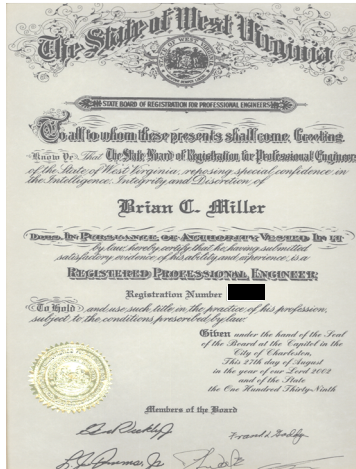 The State of West Virginia
STATE BOARD OF REGISTRATION FOR PROFESSIONAL ENGINEERS
To all to whom these presents shall come, Greeting
Know Ye That The State Board of Registration for Professional Engineers
of the State of West Virginia, reposing special confidence in
the Intelligence, Integrity and Discretion of
Brian C. Miller
Does, In Pursuance of Authority Vested In It
by law, hereby certify that he having submitted
satisfactory evidence of his ability and experience, is a
Registered Professional Engineer
Registration Number
To Hold and use such title in the practice of his profession,
subject to the conditions prescribed by law.
Given under the hand of the Seal
of the Board at the Capitol in the
City of Charleston,
This 27th day of August
in the year of our Lord 2002
and of the State
the One Hundred Thirty-Ninth
Members of the Board